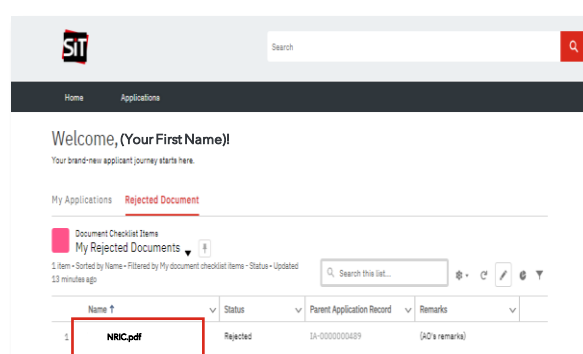 SiT
Search
Home Applications
Welcome, (Your First Name)!
Your brand-new applicant journey starts here.
My Applications Rejected Document
Document Checklist Items
My Rejected Documents
1 item • Sorted by Name • Filtered by My document checklist items • Status • Updated
13 minutes ago
Search this list...
Name ↑ Status Parent Application Record Remarks
1 NRIC.pdf Rejected IA-0000000489 (AO's remarks)